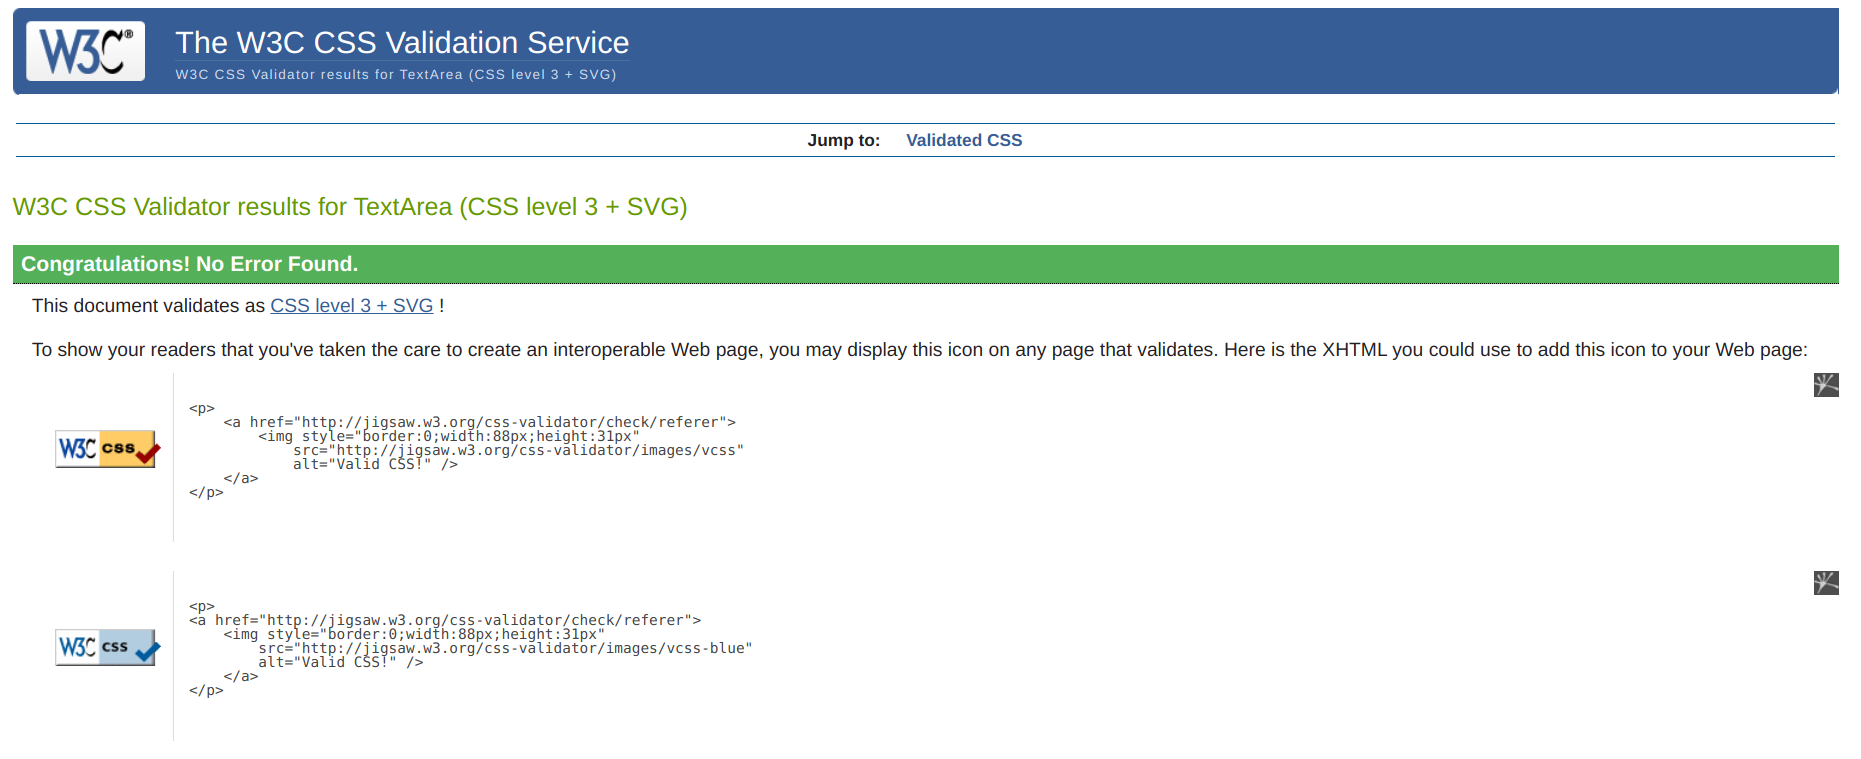 W3C®
The W3C CSS Validation Service
W3C CSS Validator results for TextArea (CSS level 3 + SVG)
Jump to: Validated CSS
W3C CSS Validator results for TextArea (CSS level 3 + SVG)
Congratulations! No Error Found.
This document validates as CSS level 3 + SVG !
To show your readers that you've taken the care to create an interoperable Web page, you may display this icon on any page that validates. Here is the XHTML you could use to add this icon to your Web page:
W3C css
<p>
    <a href="http://jigsaw.w3.org/css-validator/check/referer">
        <img style="border:0;width:88px;height:31px"
            src="http://jigsaw.w3.org/css-validator/images/vcss"
            alt="Valid CSS!" />
    </a>
</p>
W3C css
<p>
<a href="http://jigsaw.w3.org/css-validator/check/referer">
    <img style="border:0;width:88px;height:31px"
        src="http://jigsaw.w3.org/css-validator/images/vcss-blue"
        alt="Valid CSS!" />
    </a>
</p>